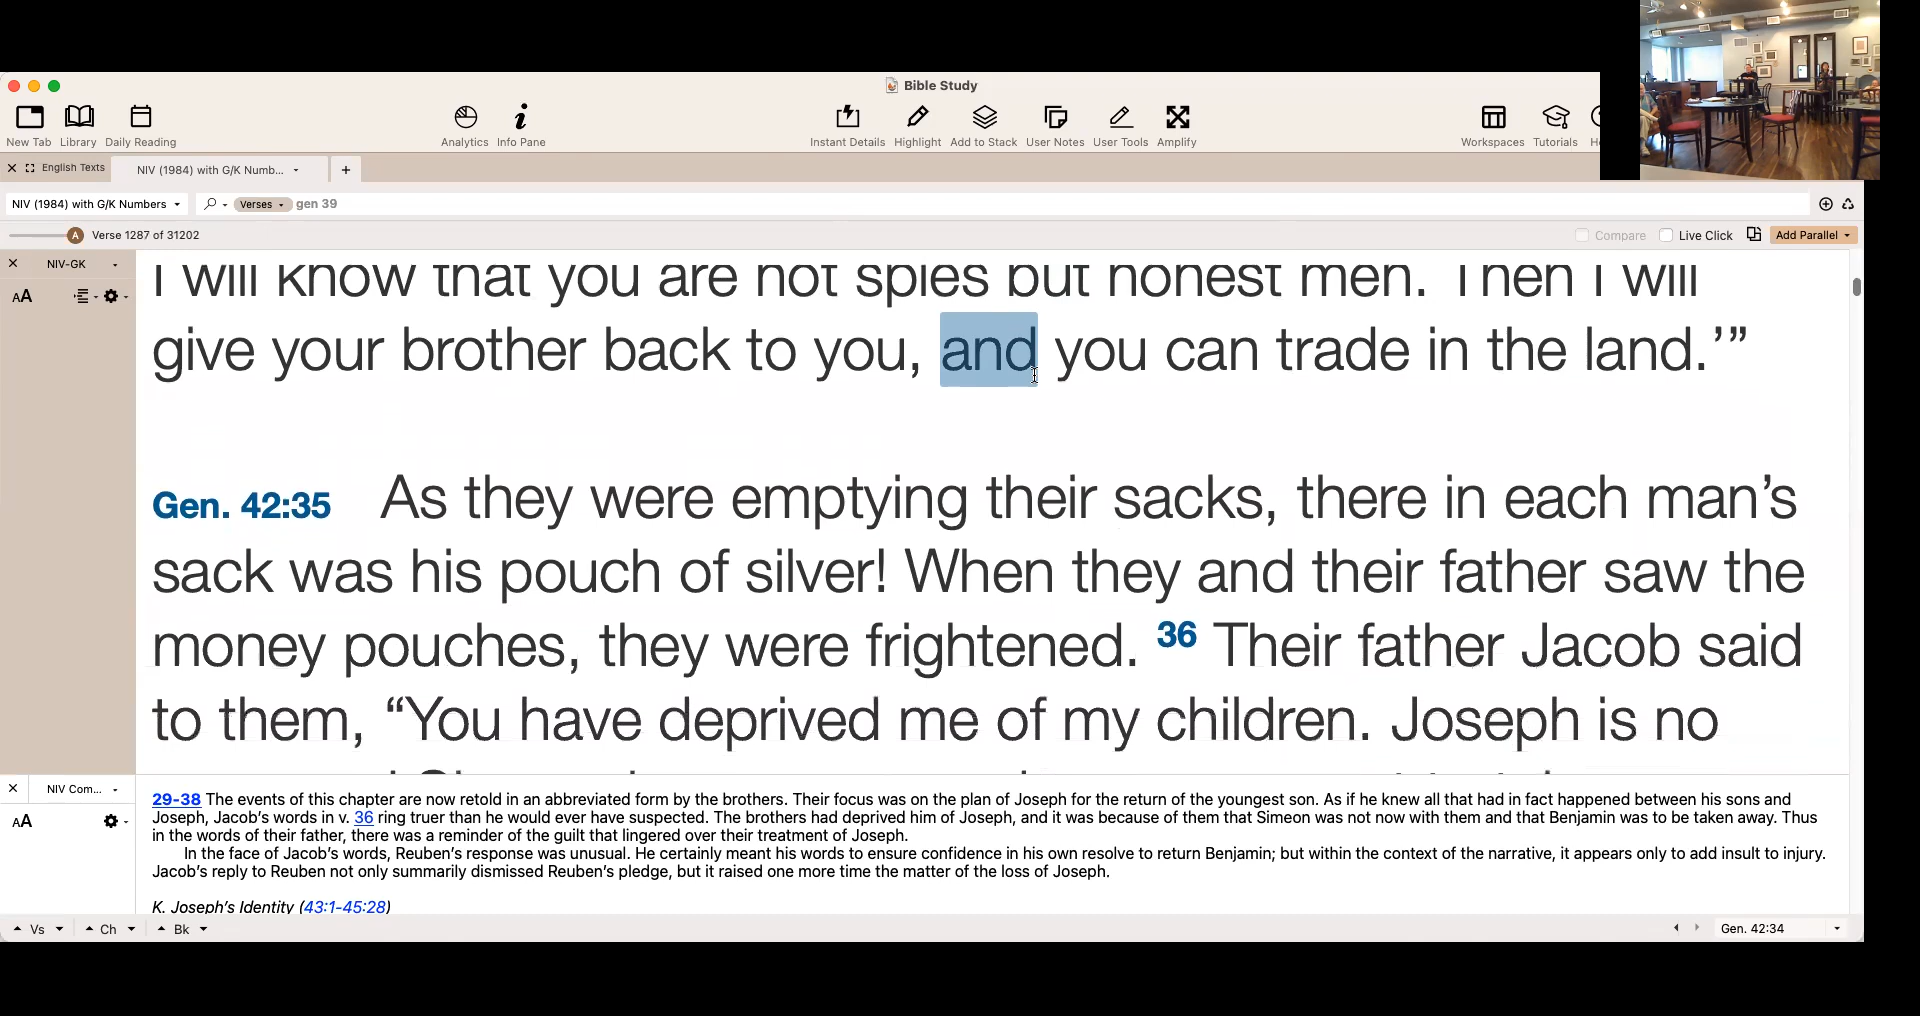 Bible Study
New Tab Library Daily Reading Analytics Info Pane Instant Details Highlight Add to Stack User Notes User Tools Amplify Workspaces Tutorials
English Texts NIV (1984) with G/K Numb... +
NIV (1984) with G/K Numbers Verses gen 39
A Verse 1287 of 31202 Compare Live Click Add Parallel
NIV-GK
AA
I will know that you are not spies but honest men. Then I will
give your brother back to you, and you can trade in the land.’”
Gen. 42:35 As they were emptying their sacks, there in each man’s
sack was his pouch of silver! When they and their father saw the
money pouches, they were frightened. 36 Their father Jacob said
to them, “You have deprived me of my children. Joseph is no
NIV Com...
AA
29-38 The events of this chapter are now retold in an abbreviated form by the brothers. Their focus was on the plan of Joseph for the return of the youngest son. As if he knew all that had in fact happened between his sons and
Joseph, Jacob’s words in v. 36 ring truer than he would ever have suspected. The brothers had deprived him of Joseph, and it was because of them that Simeon was not now with them and that Benjamin was to be taken away. Thus
in the words of their father, there was a reminder of the guilt that lingered over their treatment of Joseph.
In the face of Jacob’s words, Reuben’s response was unusual. He certainly meant his words to ensure confidence in his own resolve to return Benjamin; but within the context of the narrative, it appears only to add insult to injury.
Jacob’s reply to Reuben not only summarily dismissed Reuben’s pledge, but it raised one more time the matter of the loss of Joseph.
K. Joseph’s Identity (43:1-45:28)
Vs Ch Bk Gen. 42:34